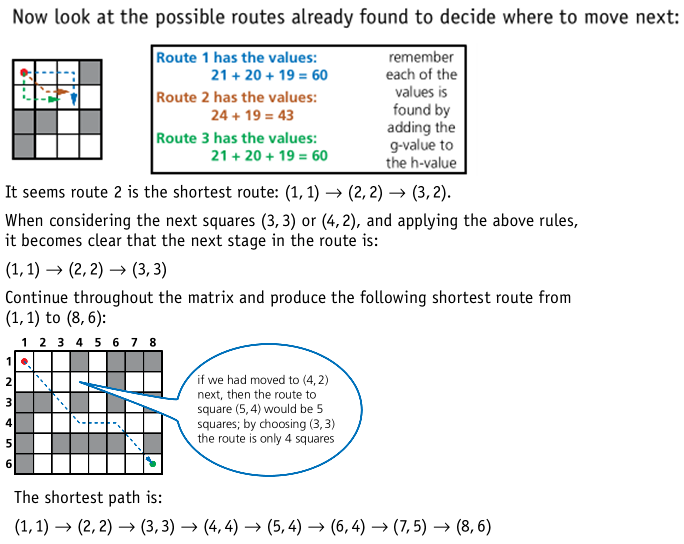 Now look at the possible routes already found to decide where to move next:
Route 1 has the values:
21 + 20 + 19 = 60
Route 2 has the values:
24 + 19 = 43
Route 3 has the values:
21 + 20 + 19 = 60
remember
each of the
values is
found by
adding the
g-value to
the h-value
It seems route 2 is the shortest route: (1, 1) → (2, 2) → (3, 2).
When considering the next squares (3, 3) or (4, 2), and applying the above rules,
it becomes clear that the next stage in the route is:
(1, 1) → (2, 2) → (3, 3)
Continue throughout the matrix and produce the following shortest route from
(1, 1) to (8, 6):
1 2 3 4 5 6 7 8
1
2
3
4
5
6
if we had moved to (4, 2)
next, then the route to
square (5, 4) would be 5
squares; by choosing (3, 3)
the route is only 4 squares
The shortest path is:
(1, 1) → (2, 2) → (3, 3) → (4, 4) → (5, 4) → (6, 4) → (7, 5) → (8, 6)